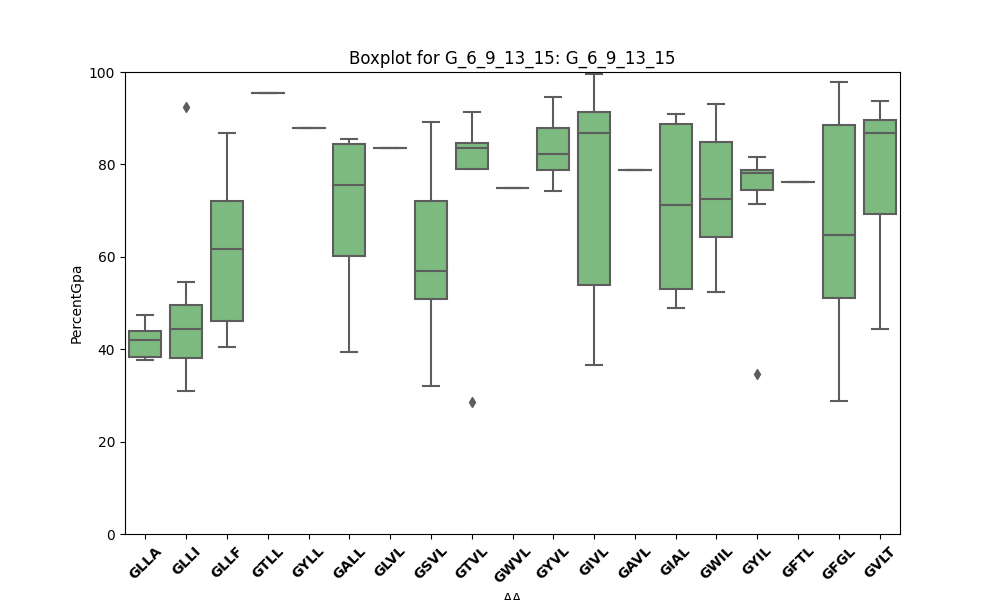 Boxplot for G_6_9_13_15: G_6_9_13_15
PercentGpa
100
80
60
40
20
0
GLLA
GLLI
GLLF
GTLL
GYLL
GALL
GLVL
GSVL
GTVL
GWVL
GYVL
GIVL
GAVL
GIAL
GWIL
GYIL
GFTL
GFGL
GVLT
AA